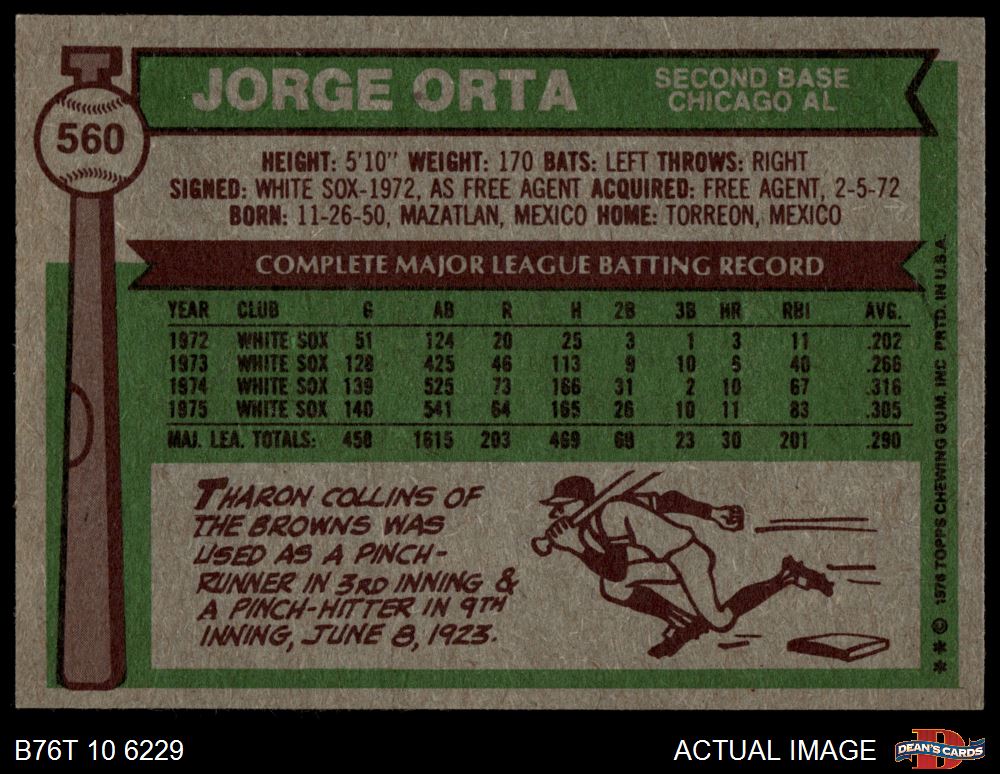 560
JORGE ORTA
SECOND BASE
CHICAGO AL
HEIGHT: 5'10" WEIGHT: 170 BATS: LEFT THROWS: RIGHT
SIGNED: WHITE SOX-1972, AS FREE AGENT ACQUIRED: FREE AGENT, 2-5-72
BORN: 11-26-50, MAZATLAN, MEXICO HOME: TORREON, MEXICO
COMPLETE MAJOR LEAGUE BATTING RECORD
YEAR CLUB G AB R H 2B 3B HR RBI AVG.
1972 WHITE SOX 51 124 20 25 3 1 3 11 .202
1973 WHITE SOX 128 425 46 113 9 10 5 40 .266
1974 WHITE SOX 139 525 73 166 31 2 10 67 .316
1975 WHITE SOX 140 541 64 165 26 10 11 83 .305
MAJ. LEA. TOTALS: 458 1615 203 469 69 23 30 201 .290
THARON COLLINS OF
THE BROWNS WAS
USED AS A PINCH-
RUNNER IN 3RD INNING &
A PINCH-HITTER IN 9TH
INNING, JUNE 8, 1923.
** © 1976 TOPPS CHEWING GUM, INC PRTD. IN U.S.A.
B76T 10 6229
ACTUAL IMAGE
D
DEAN'S CARDS